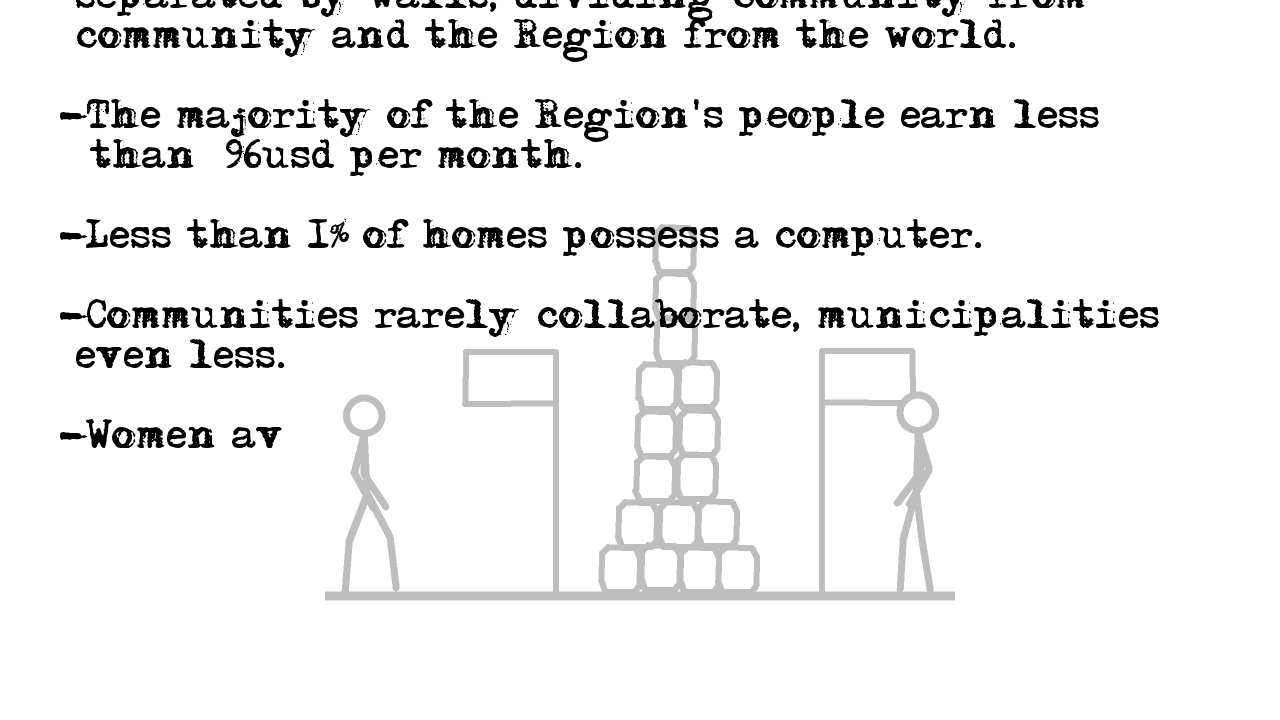 separated by walls, dividing community from
community and the Region from the world.
-The majority of the Region's people earn less
than 96usd per month.
-Less than 1% of homes possess a computer.
-Communities rarely collaborate, municipalities
even less.
-Women av